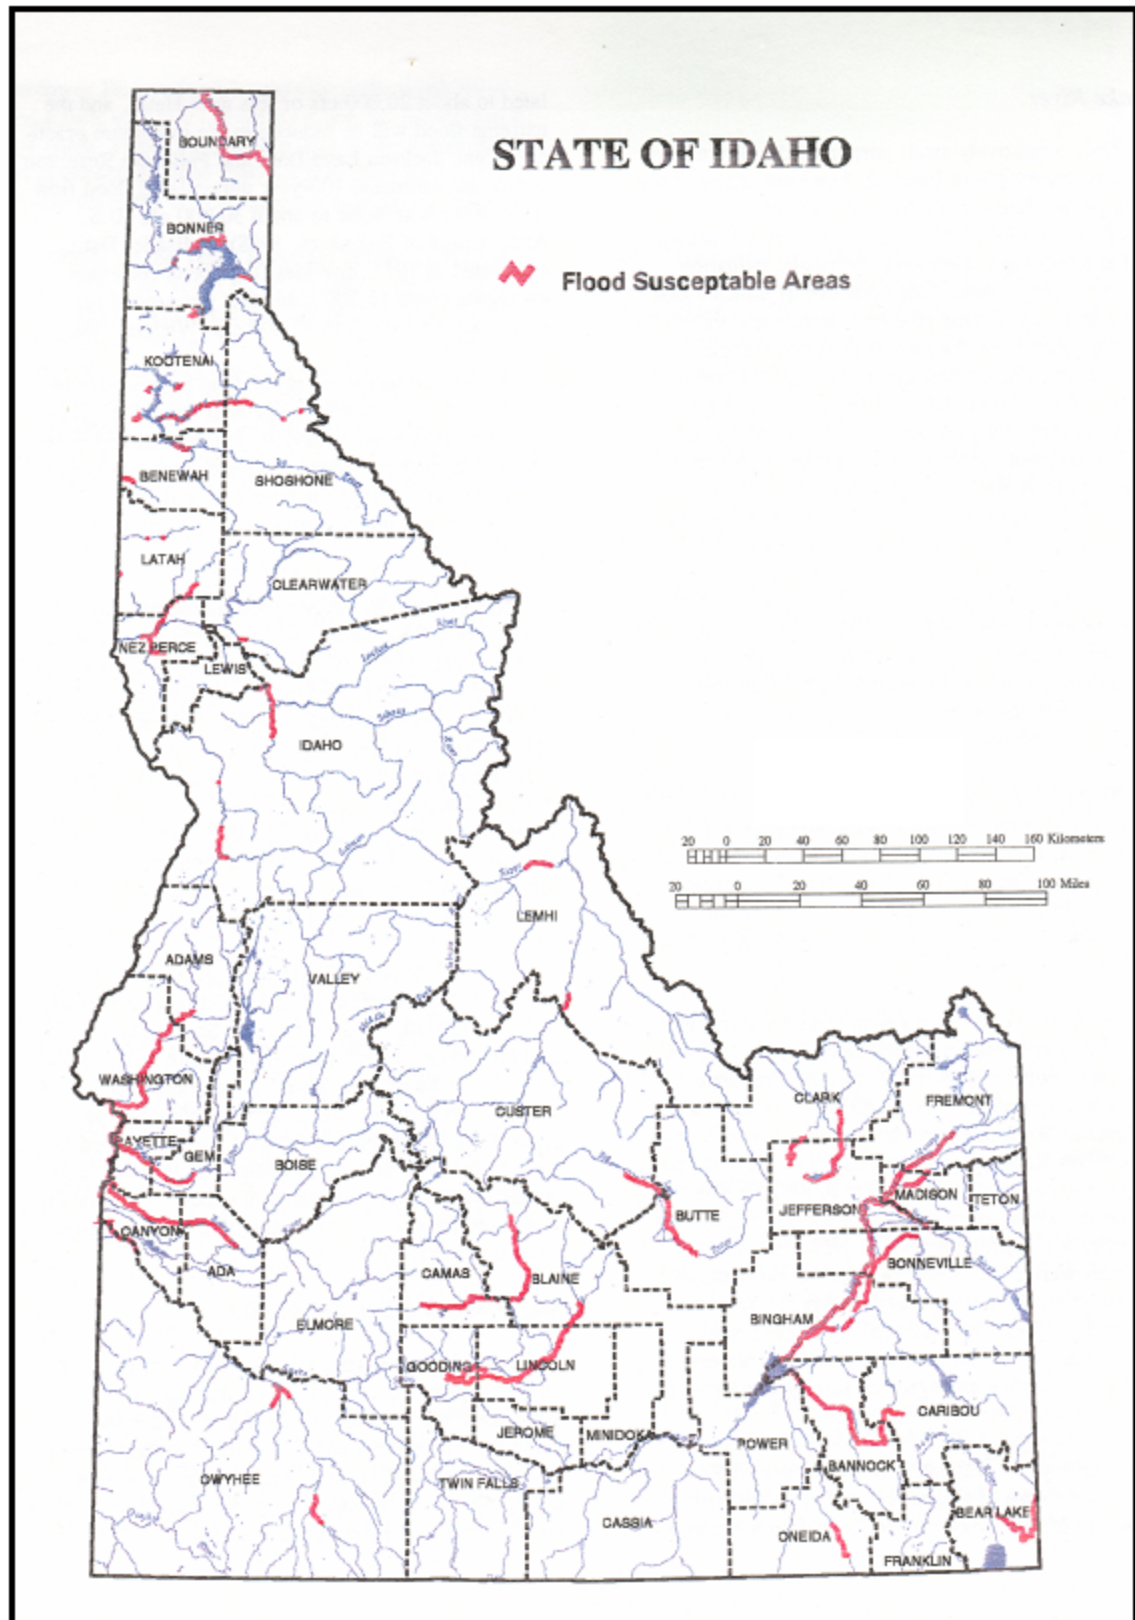 STATE OF IDAHO
Flood Susceptable Areas
BOUNDARY
BONNER
KOOTENAI
BENEWAH
SHOSHONE
LATAH
CLEARWATER
NEZ PERCE
LEWIS
IDAHO
20 0 20 40 60 80 100 120 140 160 Kilometers
20 0 20 40 60 80 100 Miles
LEMHI
ADAMS
VALLEY
WASHINGTON
CUSTER
CLARK
FREMONT
PAYETTE
GEM
BOISE
BUTTE
JEFFERSON
MADISON
TETON
CANYON
ADA
CAMAS
BLAINE
BONNEVILLE
ELMORE
BINGHAM
GOODING
LINCOLN
CARIBOU
JEROME
MINIDOKA
POWER
OWYHEE
TWIN FALLS
BANNOCK
CASSIA
ONEIDA
BEAR LAKE
FRANKLIN